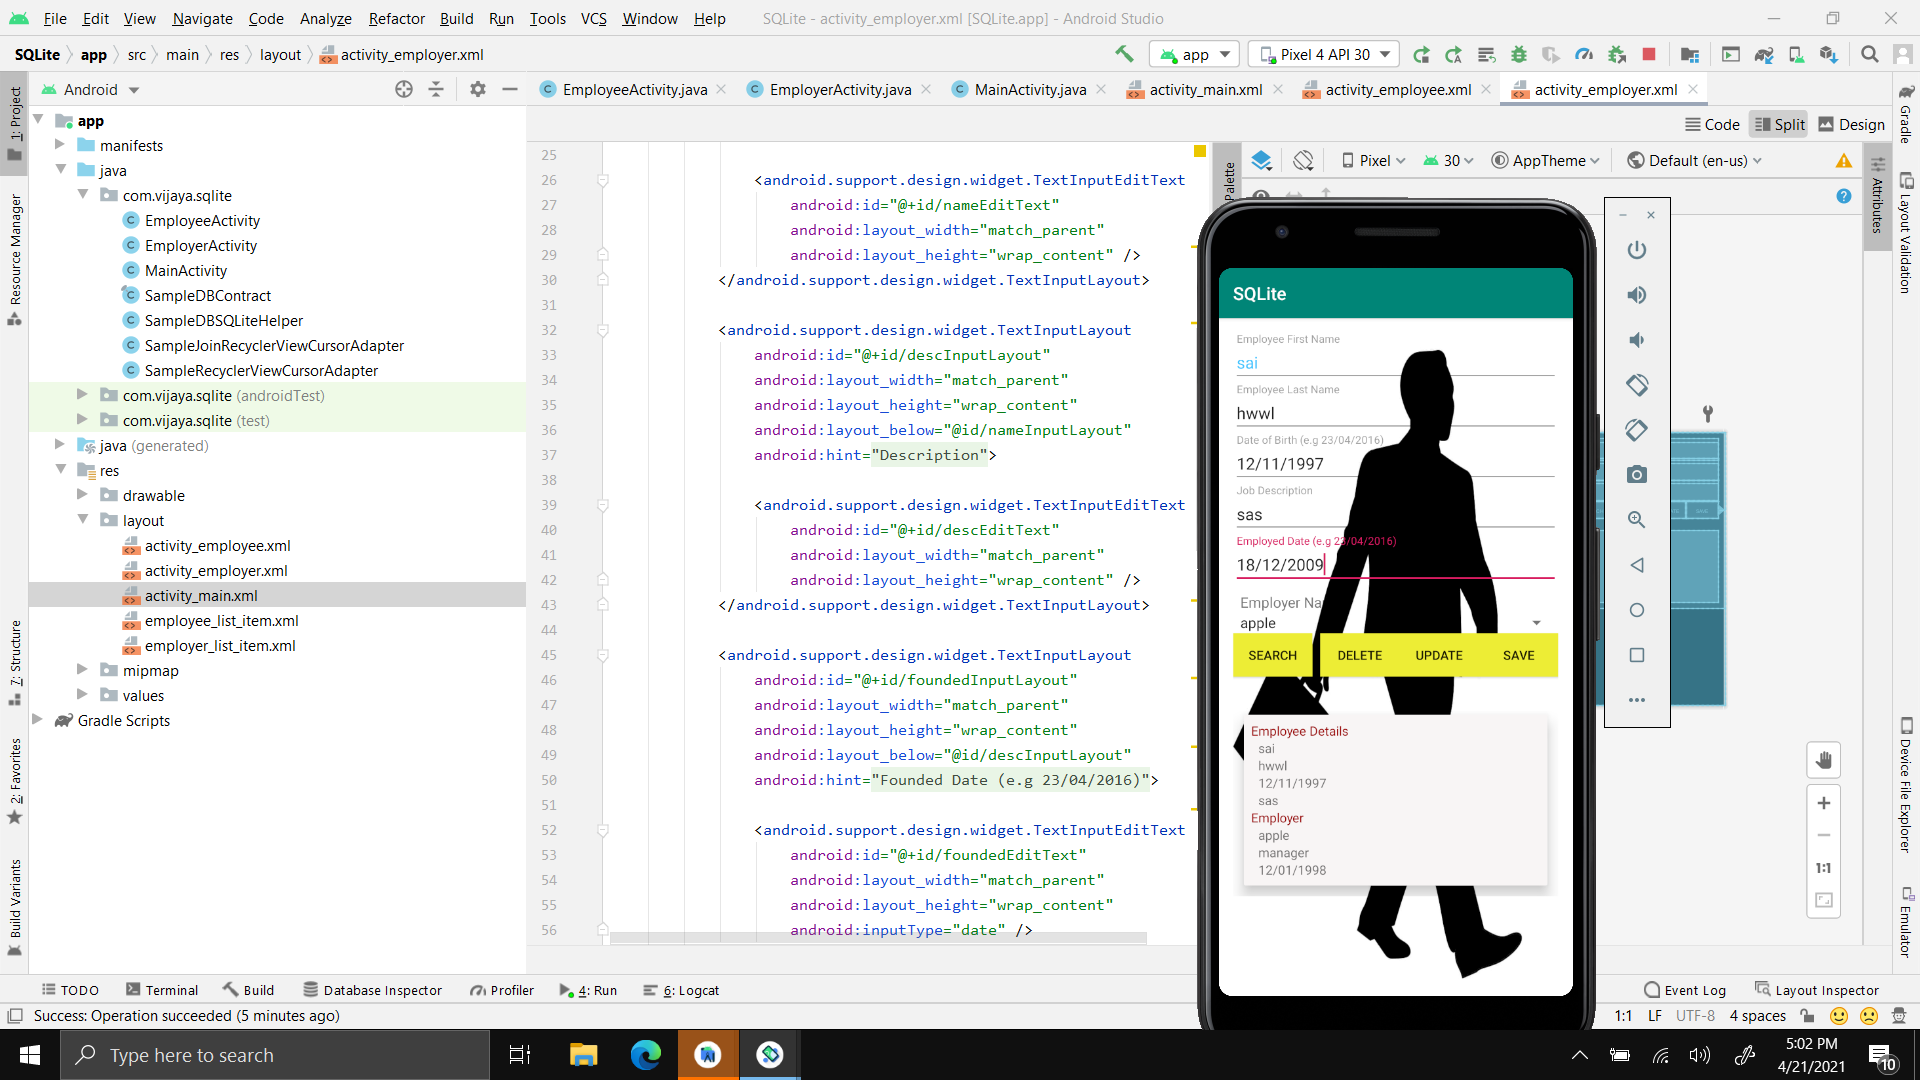 File Edit View Navigate Code Analyze Refactor Build Run Tools VCS Window Help SQLite - activity_employer.xml [SQLite.app] - Android Studio
SQLite app src main res layout activity_employer.xml app Pixel 4 API 30
Android
EmployeeActivity.java EmployerActivity.java MainActivity.java activity_main.xml activity_employee.xml activity_employer.xml
Code Split Design
Palette Pixel 30 AppTheme Default (en-us)
1: Project
Resource Manager
7: Structure
2: Favorites
Build Variants
app
manifests
java
com.vijaya.sqlite
EmployeeActivity
EmployerActivity
MainActivity
SampleDBContract
SampleDBSQLiteHelper
SampleJoinRecyclerViewCursorAdapter
SampleRecyclerViewCursorAdapter
com.vijaya.sqlite (androidTest)
com.vijaya.sqlite (test)
java (generated)
res
drawable
layout
activity_employee.xml
activity_employer.xml
activity_main.xml
employee_list_item.xml
employer_list_item.xml
mipmap
values
Gradle Scripts
25
26 <android.support.design.widget.TextInputEditText
27 android:id="@+id/nameEditText"
28 android:layout_width="match_parent"
29 android:layout_height="wrap_content" />
30 </android.support.design.widget.TextInputLayout>
31
32 <android.support.design.widget.TextInputLayout
33 android:id="@+id/descInputLayout"
34 android:layout_width="match_parent"
35 android:layout_height="wrap_content"
36 android:layout_below="@id/nameInputLayout"
37 android:hint="Description">
38
39 <android.support.design.widget.TextInputEditText
40 android:id="@+id/descEditText"
41 android:layout_width="match_parent"
42 android:layout_height="wrap_content" />
43 </android.support.design.widget.TextInputLayout>
44
45 <android.support.design.widget.TextInputLayout
46 android:id="@+id/foundedInputLayout"
47 android:layout_width="match_parent"
48 android:layout_height="wrap_content"
49 android:layout_below="@id/descInputLayout"
50 android:hint="Founded Date (e.g 23/04/2016)">
51
52 <android.support.design.widget.TextInputEditText
53 android:id="@+id/foundedEditText"
54 android:layout_width="match_parent"
55 android:layout_height="wrap_content"
56 android:inputType="date" />
SQLite
Employee First Name
sai
Employee Last Name
hwwl
Date of Birth (e.g 23/04/2016)
12/11/1997
Job Description
sas
Employed Date (e.g 23/04/2016)
18/12/2009
Employer Na
apple
SEARCH DELETE UPDATE SAVE
Employee Details
sai
hwwl
12/11/1997
sas
Employer
apple
manager
12/01/1998
1:1
Attributes
Gradle
Layout Validation
Device File Explorer
Emulator
TODO Terminal Build Database Inspector Profiler 4: Run 6: Logcat Event Log Layout Inspector
Success: Operation succeeded (5 minutes ago) 1:1 LF UTF-8 4 spaces
Type here to search
5:02 PM
4/21/2021
10